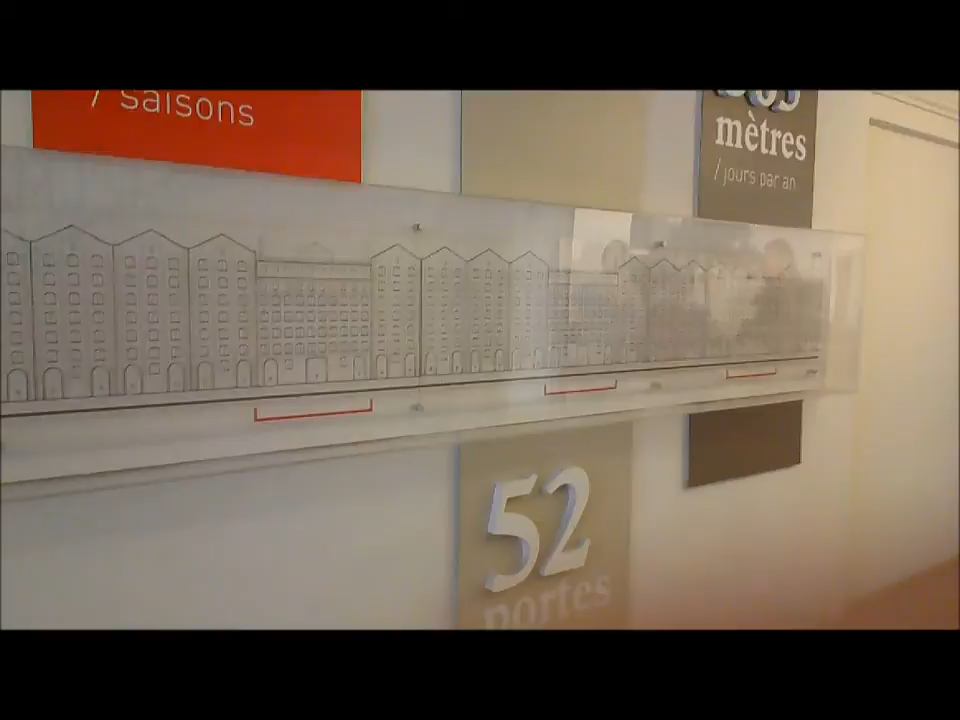 / saisons
mètres
/ jours par an
52
portes